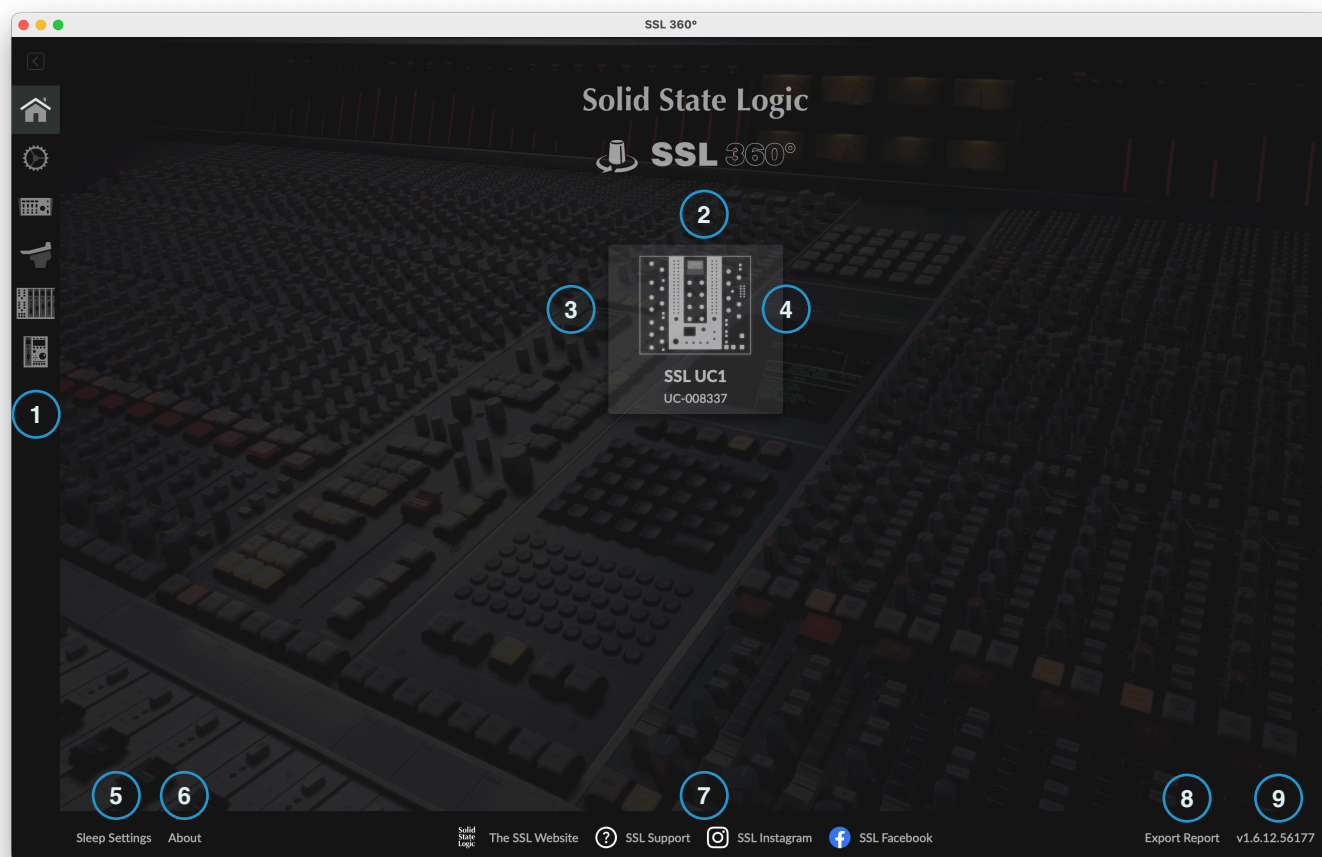 SSL 360°
Solid State Logic
SSL 360°
2
3
4
SSL UC1
UC-008337
1
5
6
7
8
9
Sleep Settings
About
Solid
State
Logic
The SSL Website
? SSL Support
SSL Instagram
f SSL Facebook
Export Report
v1.6.12.56177